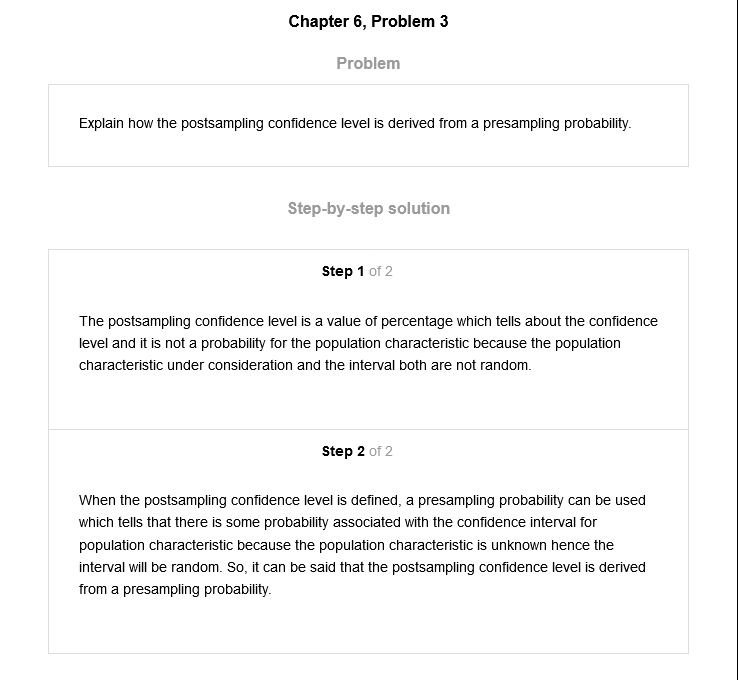 Chapter 6, Problem 3
Problem
Explain how the postsampling confidence level is derived from a presampling probability.
Step-by-step solution
Step 1 of 2
The postsampling confidence level is a value of percentage which tells about the confidence
level and it is not a probability for the population characteristic because the population
characteristic under consideration and the interval both are not random.
Step 2 of 2
When the postsampling confidence level is defined, a presampling probability can be used
which tells that there is some probability associated with the confidence interval for
population characteristic because the population characteristic is unknown hence the
interval will be random. So, it can be said that the postsampling confidence level is derived
from a presampling probability.